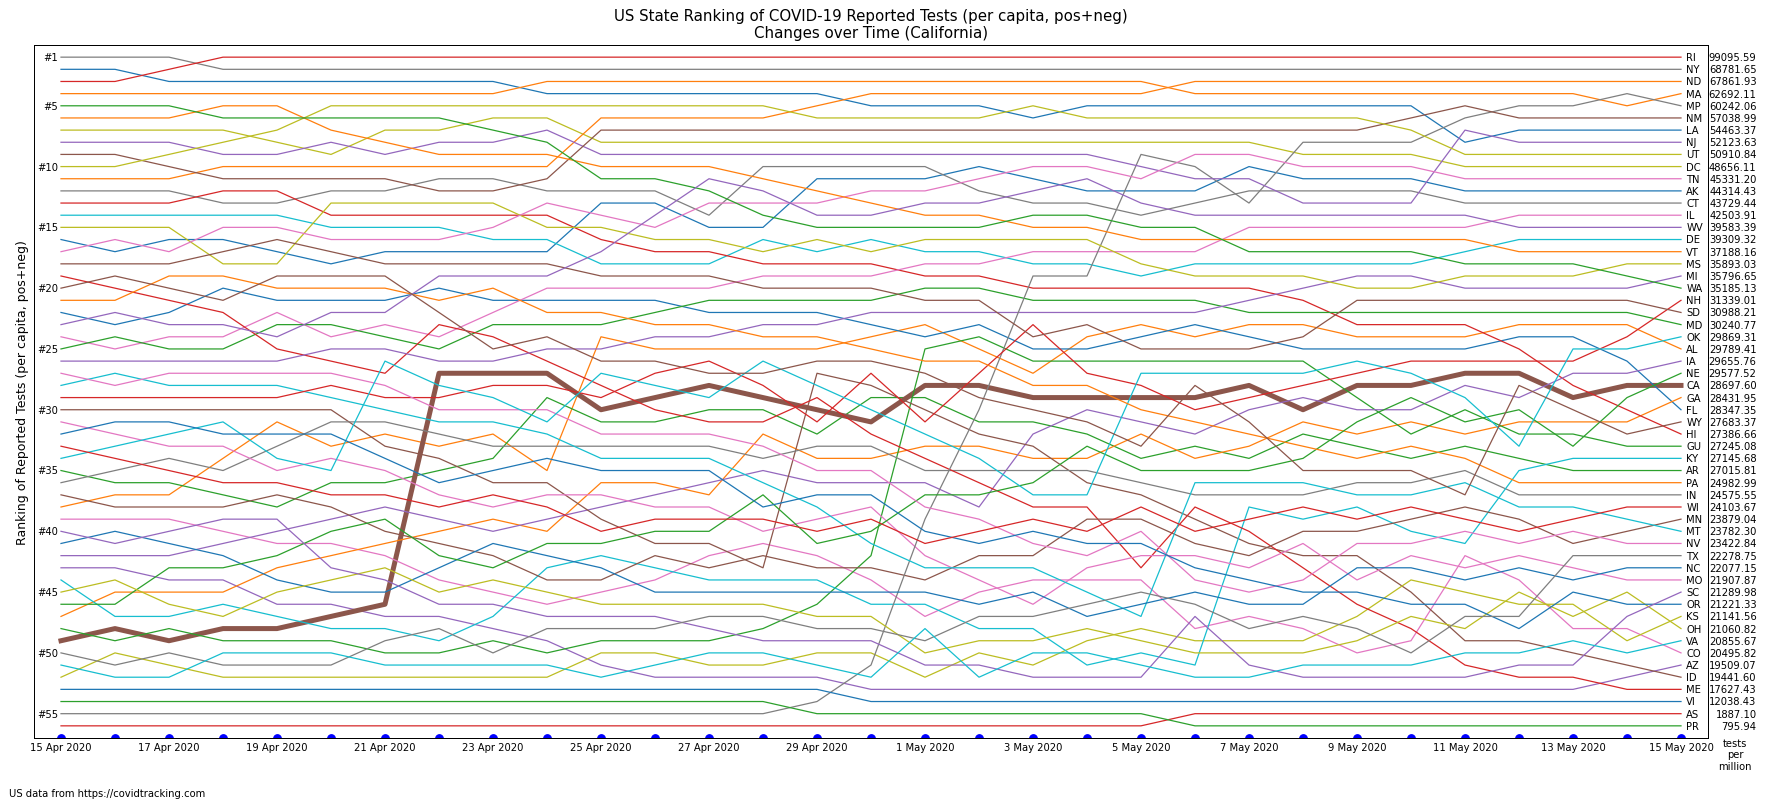 US State Ranking of COVID-19 Reported Tests (per capita, pos+neg)
Changes over Time (California)
Ranking of Reported Tests (per capita, pos+neg)
#1
#5
#10
#15
#20
#25
#30
#35
#40
#45
#50
#55
RI 99095.59
NY 68781.65
ND 67861.93
MA 62692.11
MP 60242.06
NM 57038.99
LA 54463.37
NJ 52123.63
UT 50910.84
DC 48656.11
TN 45331.20
AK 44314.43
CT 43729.44
IL 42503.91
WV 39583.39
DE 39309.32
VT 37188.16
MS 35893.03
MI 35796.65
WA 35185.13
NH 31339.01
SD 30988.21
MD 30240.77
OK 29869.31
AL 29789.41
IA 29655.76
NE 29577.52
CA 28697.60
GA 28431.95
FL 28347.35
WY 27683.37
HI 27386.66
GU 27245.08
KY 27145.68
AR 27015.81
PA 24982.99
IN 24575.55
WI 24103.67
MN 23879.04
MT 23782.30
NV 23422.84
TX 22278.75
NC 22077.15
MO 21907.87
SC 21289.98
OR 21221.33
KS 21141.56
OH 21060.82
VA 20855.67
CO 20495.82
AZ 19509.07
ID 19441.60
ME 17627.43
VI 12038.43
AS 1887.10
PR 795.94
15 Apr 2020 17 Apr 2020 19 Apr 2020 21 Apr 2020 23 Apr 2020 25 Apr 2020 27 Apr 2020 29 Apr 2020 1 May 2020 3 May 2020 5 May 2020 7 May 2020 9 May 2020 11 May 2020 13 May 2020 15 May 2020
tests
per
million
US data from https://covidtracking.com